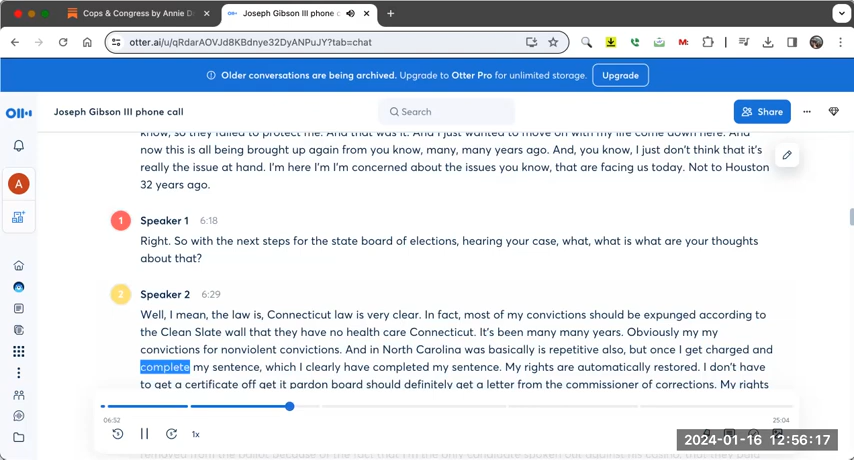 Cops & Congress by Annie D
Joseph Gibson III phone c
otter.ai/u/qRdarAOVJd8KBdnye32DyANPuJY?tab=chat
Older conversations are being archived. Upgrade to Otter Pro for unlimited storage.
Upgrade
Joseph Gibson III phone call
Search
Share
know, so they failed to protect me. And that was it. And I just wanted to move on with my life come down here. And
now this is all being brought up again from you know, many, many years ago. And, you know, I just don't think that it's
really the issue at hand. I'm here I'm I'm concerned about the issues you know, that are facing us today. Not to Houston
32 years ago.
1
Speaker 1 6:18
Right. So with the next steps for the state board of elections, hearing your case, what, what is what are your thoughts
about that?
2
Speaker 2 6:29
Well, I mean, the law is, Connecticut law is very clear. In fact, most of my convictions should be expunged according to
the Clean Slate wall that they have no health care Connecticut. It's been many many years. Obviously my my
convictions for nonviolent convictions. And in North Carolina was basically is repetitive also, but once I get charged and
complete my sentence, which I clearly have completed my sentence. My rights are automatically restored. I don't have
to get a certificate off get it pardon board should definitely get a letter from the commissioner of corrections. My rights
06:32
25:04
1x
2024-01-16 12:56:17
A